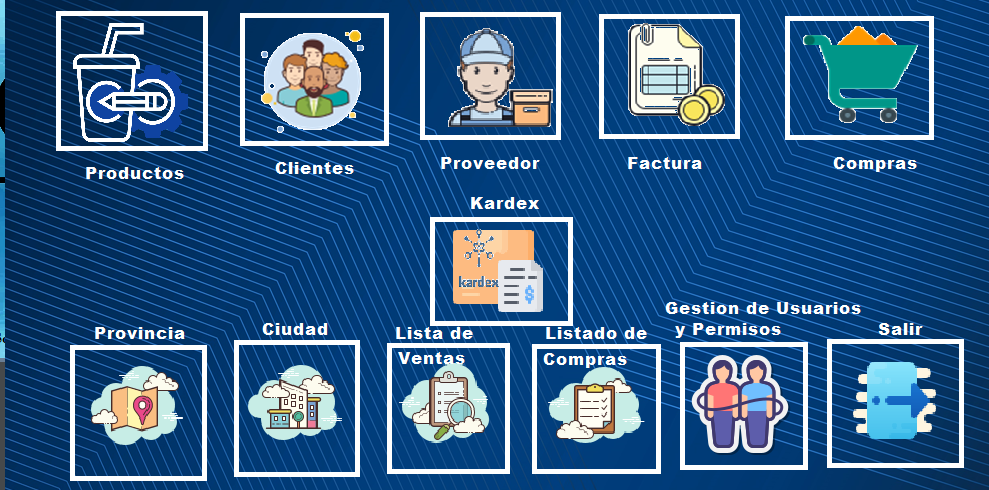 Productos
Clientes
Proveedor
Factura
Compras
Kardex
kardex
Provincia
Ciudad
Lista de
Ventas
Listado de
Compras
Gestion de Usuarios
y Permisos
Salir